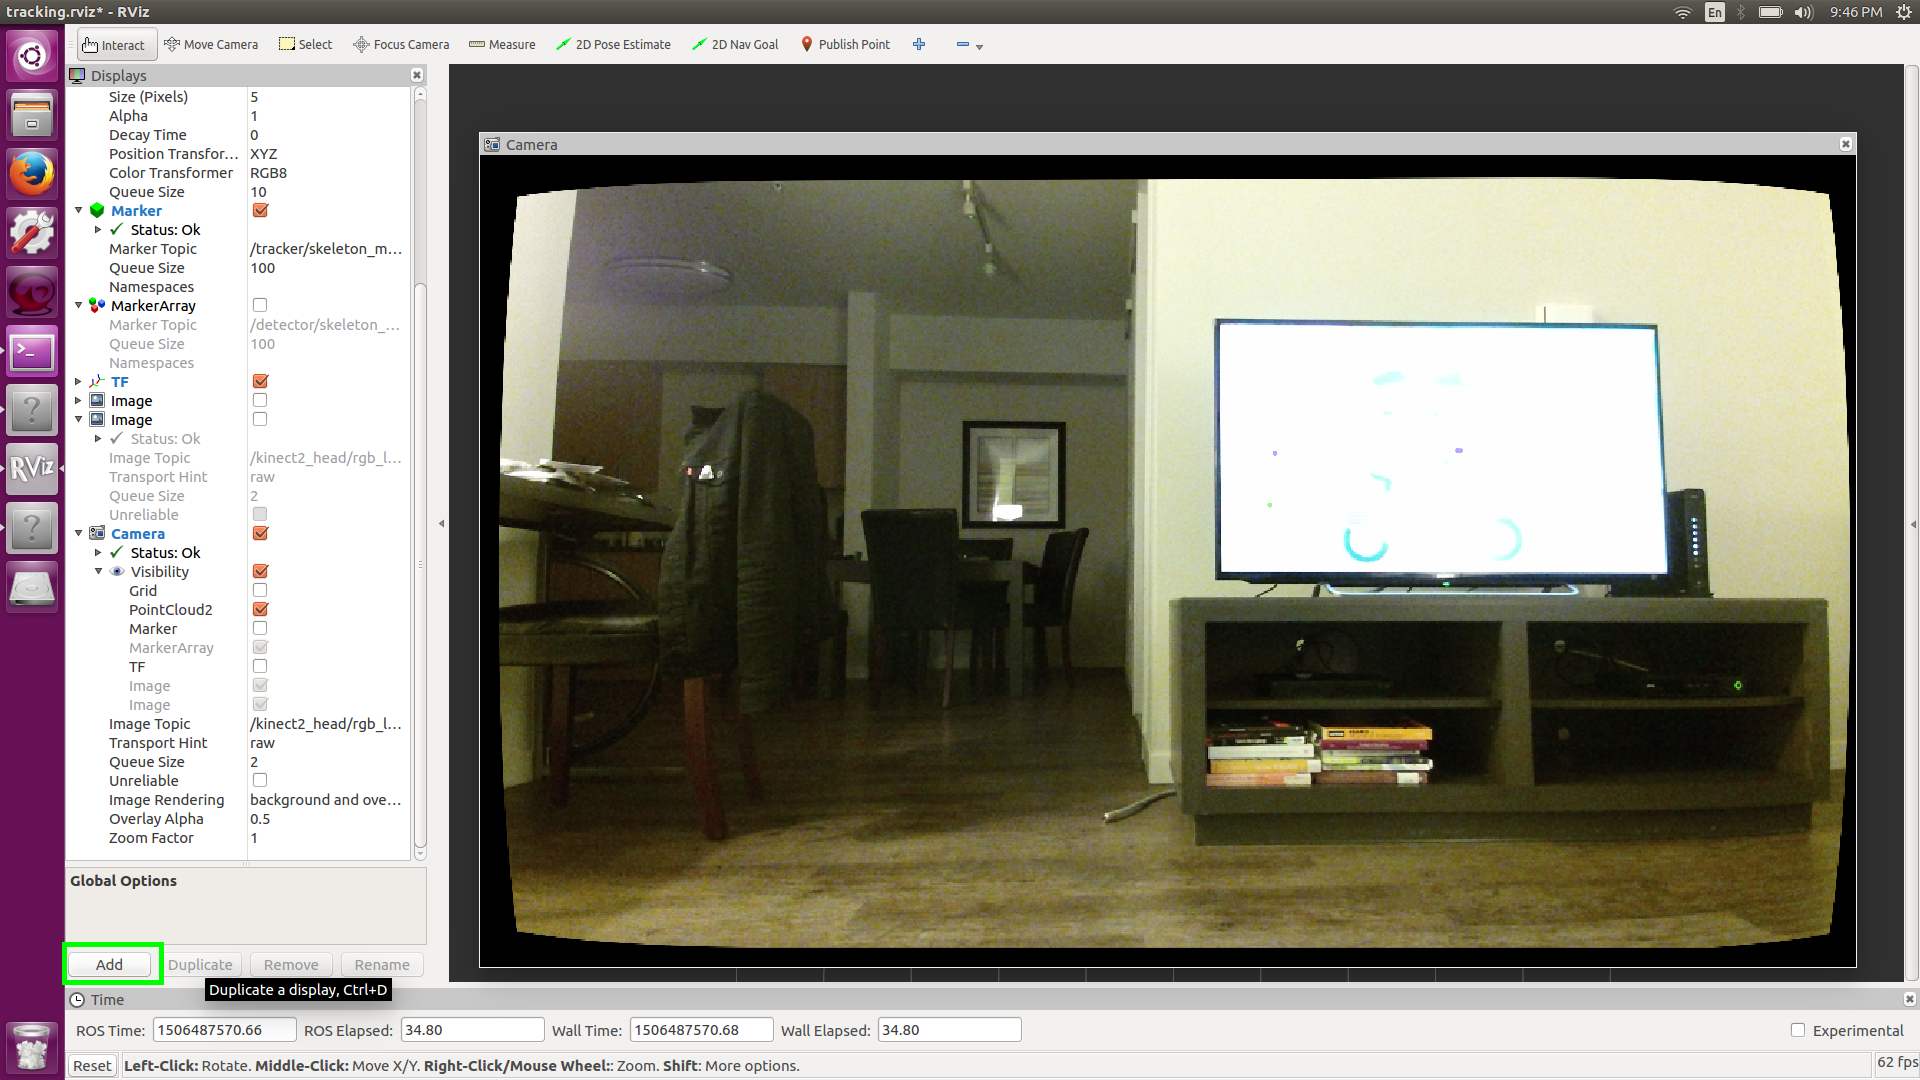 tracking.rviz* - RViz
En
9:46 PM
Interact
Move Camera
Select
Focus Camera
Measure
2D Pose Estimate
2D Nav Goal
Publish Point
Displays
Size (Pixels) 5
Alpha 1
Decay Time 0
Position Transfor... XYZ
Color Transformer RGB8
Queue Size 10
Marker
Status: Ok
Marker Topic /tracker/skeleton_m...
Queue Size 100
Namespaces
MarkerArray
Marker Topic /detector/skeleton_...
Queue Size 100
Namespaces
TF
Image
Image
Status: Ok
Image Topic /kinect2_head/rgb_l...
Transport Hint raw
Queue Size 2
Unreliable
Camera
Status: Ok
Visibility
Grid
PointCloud2
Marker
MarkerArray
TF
Image
Image
Image Topic /kinect2_head/rgb_l...
Transport Hint raw
Queue Size 2
Unreliable
Image Rendering background and ove...
Overlay Alpha 0.5
Zoom Factor 1
Global Options
Add
Duplicate
Remove
Rename
Duplicate a display, Ctrl+D
RViz
Camera
Time
ROS Time: 1506487570.66 ROS Elapsed: 34.80 Wall Time: 1506487570.68 Wall Elapsed: 34.80 Experimental
Reset
Left-Click: Rotate. Middle-Click: Move X/Y. Right-Click/Mouse Wheel:: Zoom. Shift: More options.
62 fps